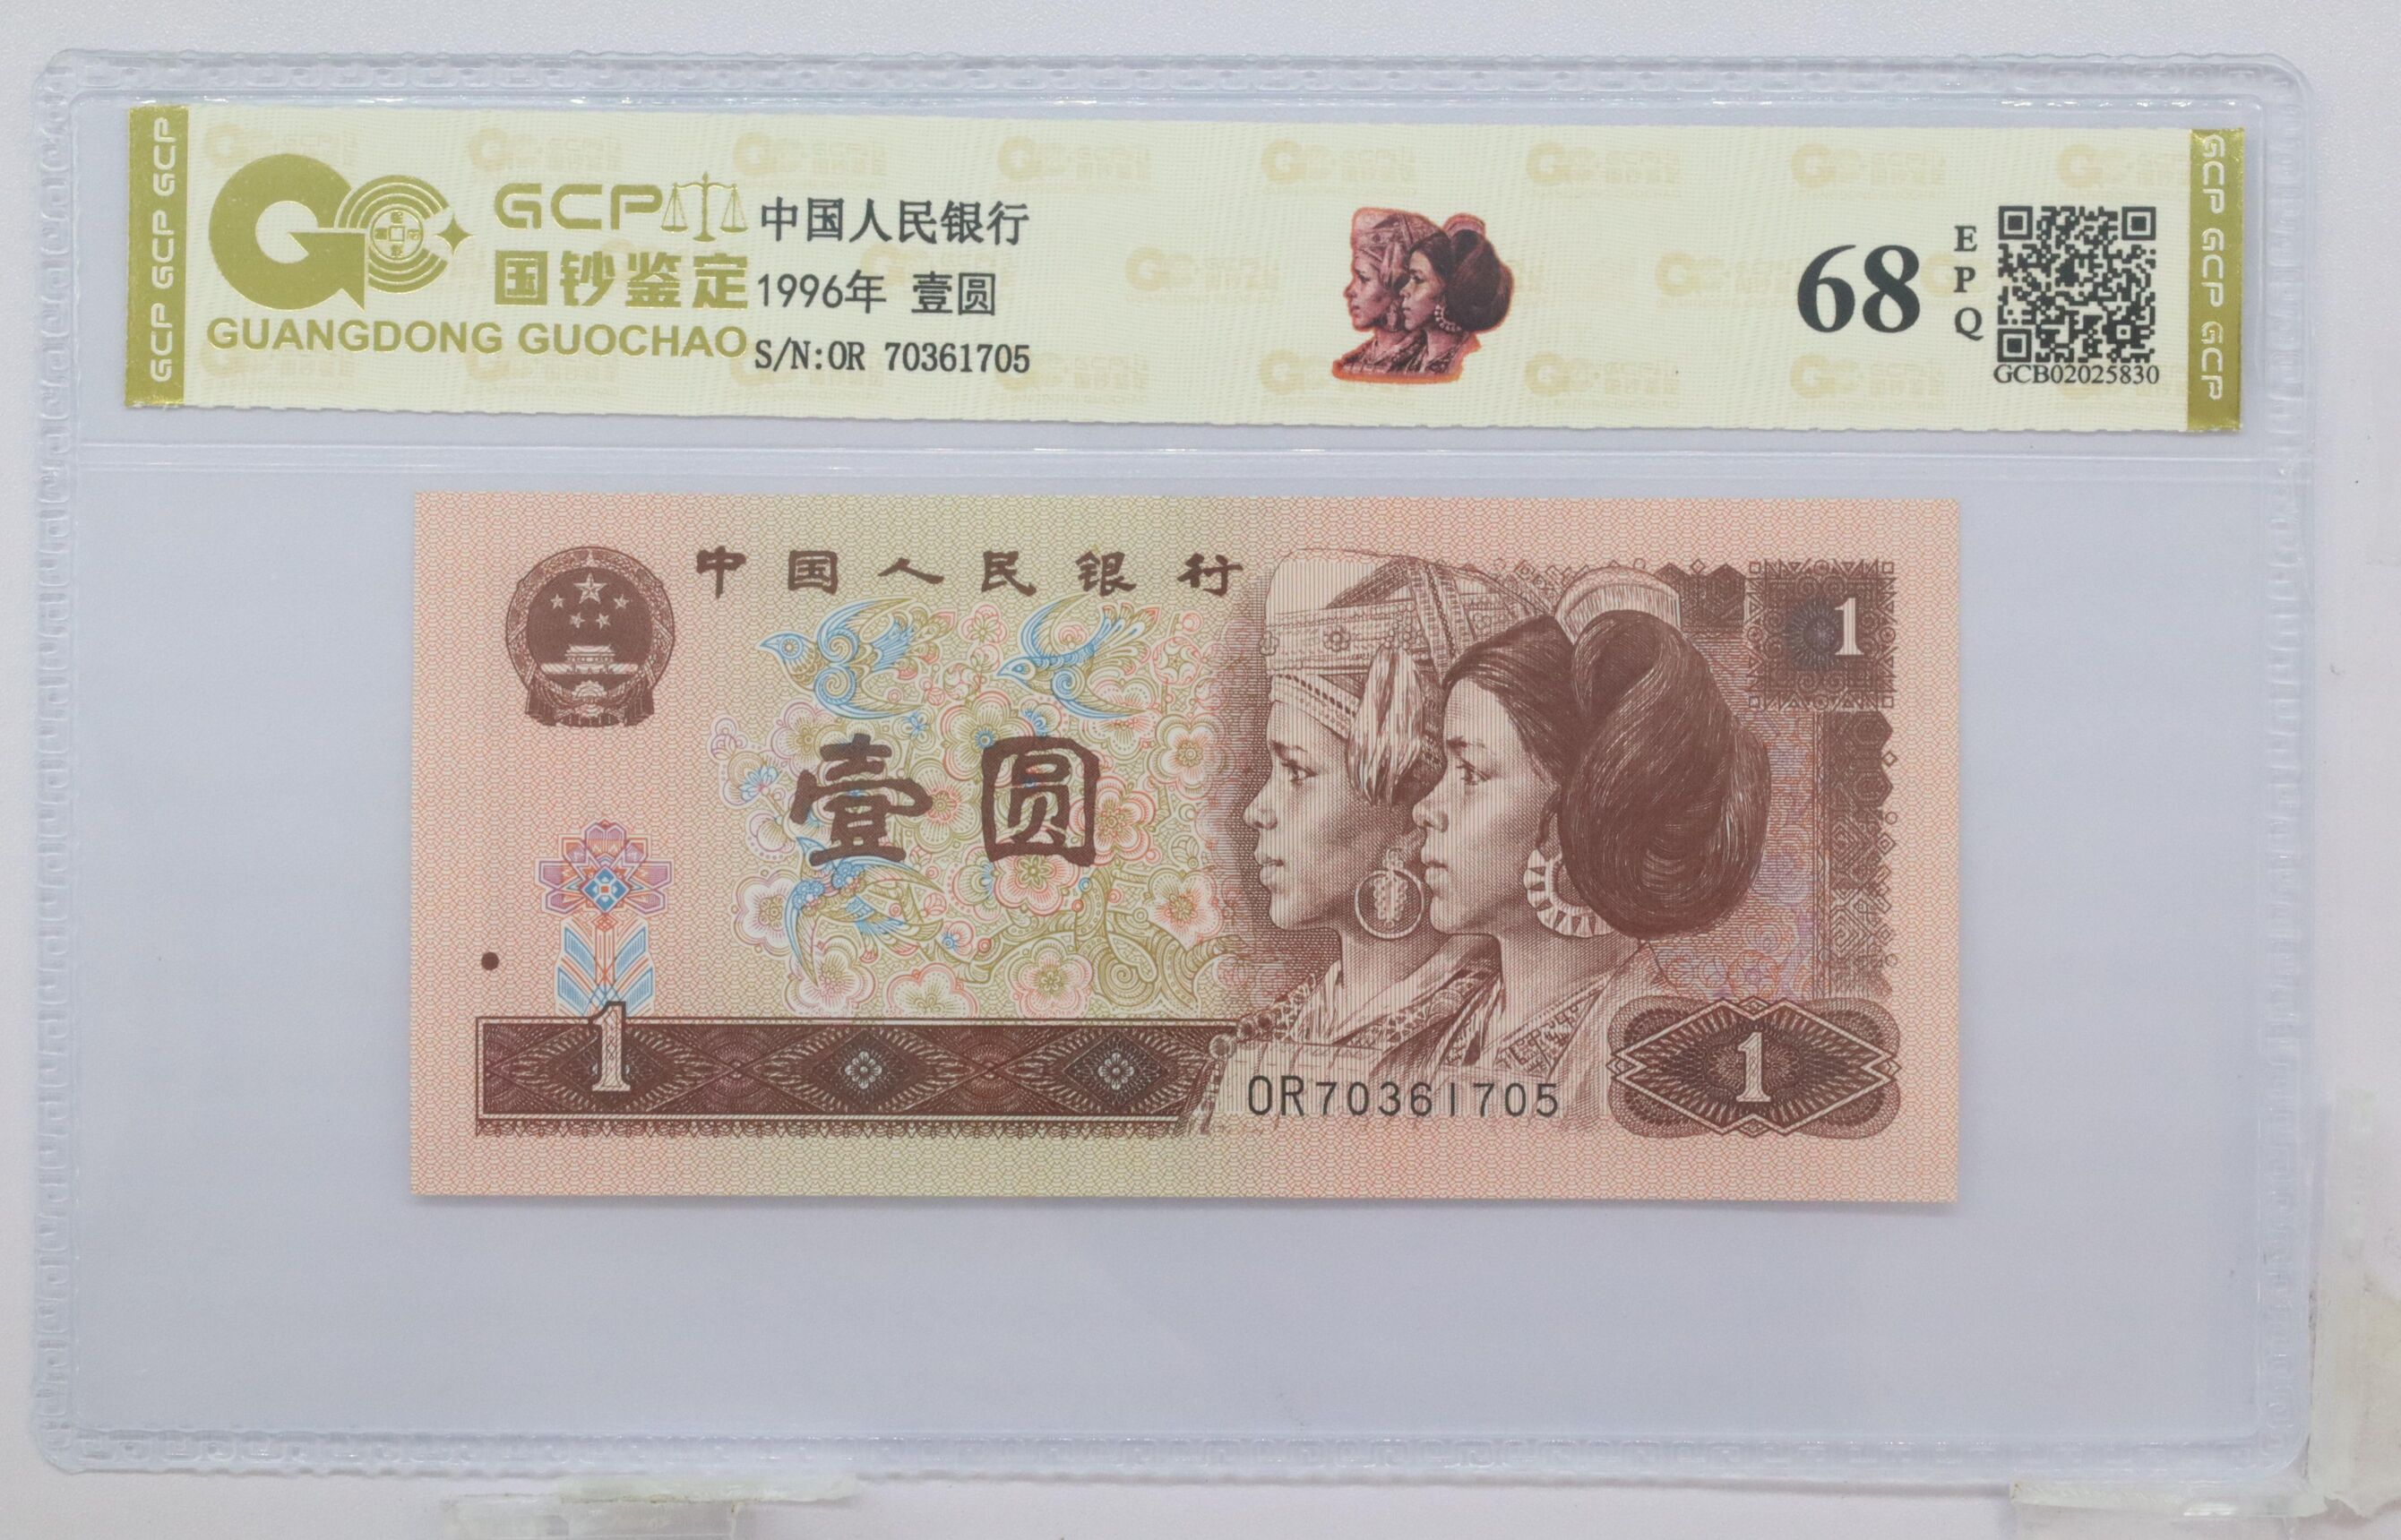 GCP GCP GCP
GCP
国钞鉴定
GUANGDONG GUOCHAO
中国人民银行
1996年 壹圆
S/N:OR 70361705
68
EPQ
GCB02025830
GCP GCP GCP
中国人民银行
1
壹圆
1
OR70361705
1